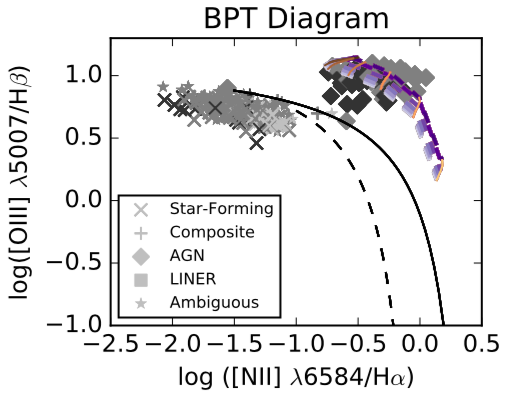 BPT Diagram
log([OIII] λ5007/Hβ)
1.0
0.5
0.0
−0.5
−1.0
Star-Forming
Composite
AGN
LINER
Ambiguous
−2.5 −2.0 −1.5 −1.0 −0.5 0.0 0.5
log ([NII] λ6584/Hα)